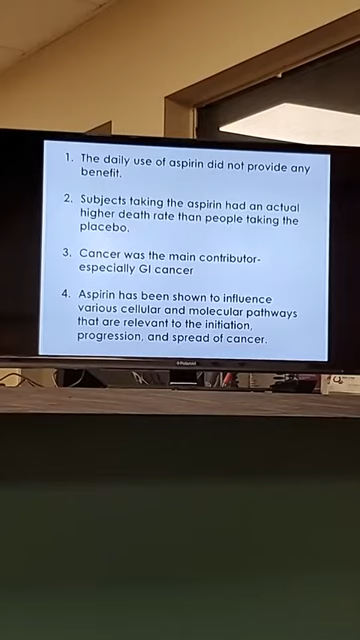 1. The daily use of aspirin did not provide any
benefit.
2. Subjects taking the aspirin had an actual
higher death rate than people taking the
placebo.
3. Cancer was the main contributor-
especially GI cancer
4. Aspirin has been shown to influence
various cellular and molecular pathways
that are relevant to the initiation,
progression, and spread of cancer.
Polaroid